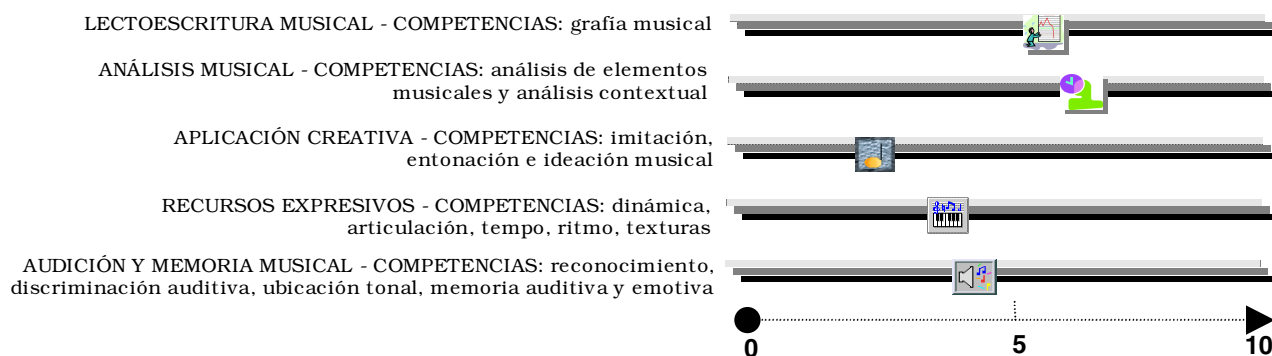 LECTOESCRITURA MUSICAL - COMPETENCIAS: grafía musical
ANÁLISIS MUSICAL - COMPETENCIAS: análisis de elementos
musicales y análisis contextual
APLICACIÓN CREATIVA - COMPETENCIAS: imitación,
entonación e ideación musical
RECURSOS EXPRESIVOS - COMPETENCIAS: dinámica,
articulación, tempo, ritmo, texturas
AUDICIÓN Y MEMORIA MUSICAL - COMPETENCIAS: reconocimiento,
discriminación auditiva, ubicación tonal, memoria auditiva y emotiva
0 5 10